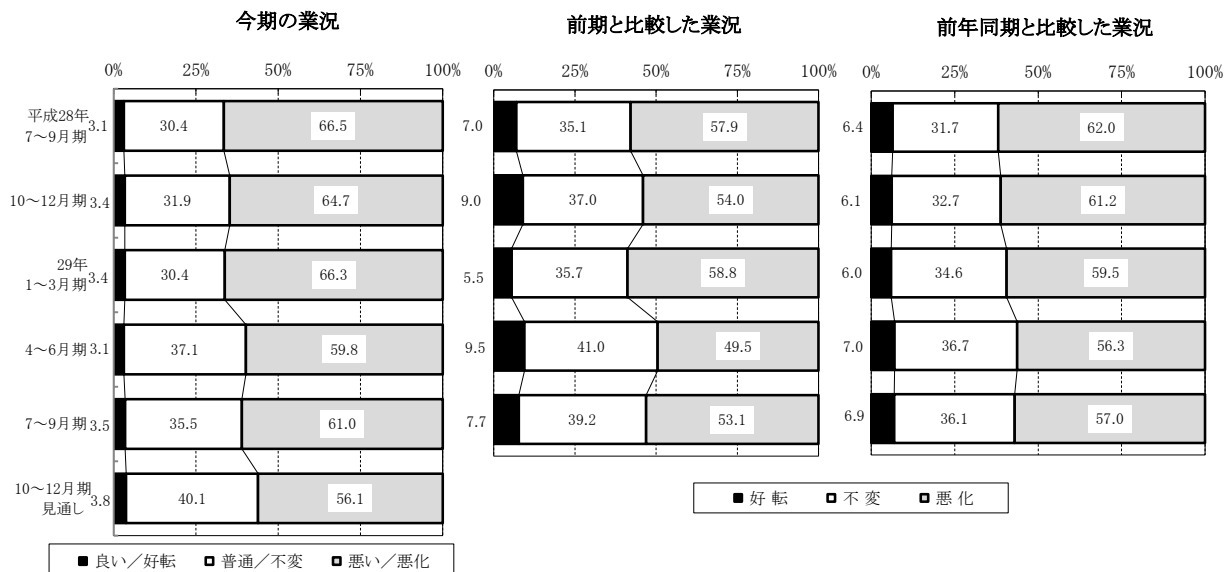 今期の業況
前期と比較した業況
前年同期と比較した業況
0% 25% 50% 75% 100%
0% 25% 50% 75% 100%
0% 25% 50% 75% 100%
平成28年
7～9月期
3.1 30.4 66.5
7.0 35.1 57.9
6.4 31.7 62.0
10～12月期 3.4 31.9 64.7
9.0 37.0 54.0
6.1 32.7 61.2
29年
1～3月期
3.4 30.4 66.3
5.5 35.7 58.8
6.0 34.6 59.5
4～6月期 3.1 37.1 59.8
9.5 41.0 49.5
7.0 36.7 56.3
7～9月期 3.5 35.5 61.0
7.7 39.2 53.1
6.9 36.1 57.0
10～12月期
見通し
3.8 40.1 56.1
■ 好 転 □ 不 変 □ 悪 化
■ 良い／好転 □ 普通／不変 □ 悪い／悪化